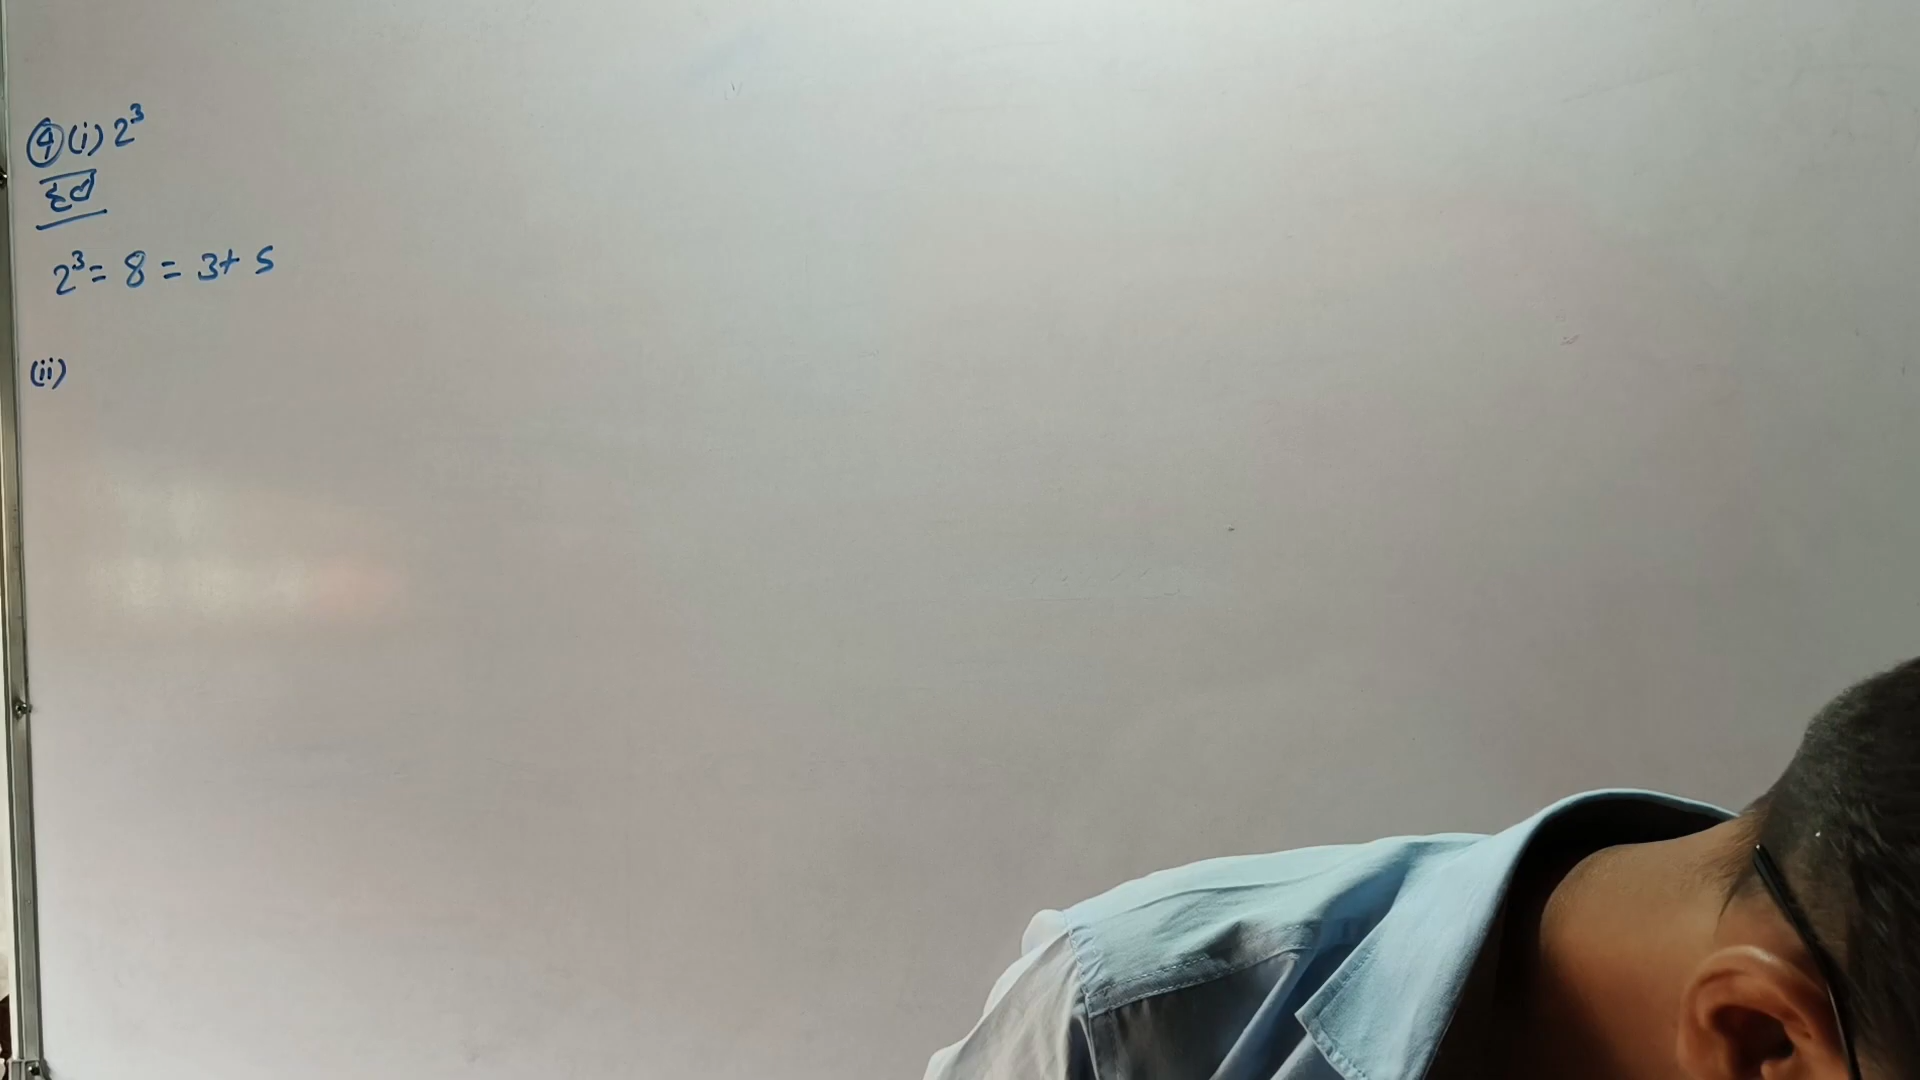 ④ (i) 2³
हल
2³ = 8 = 3 + 5
(ii)